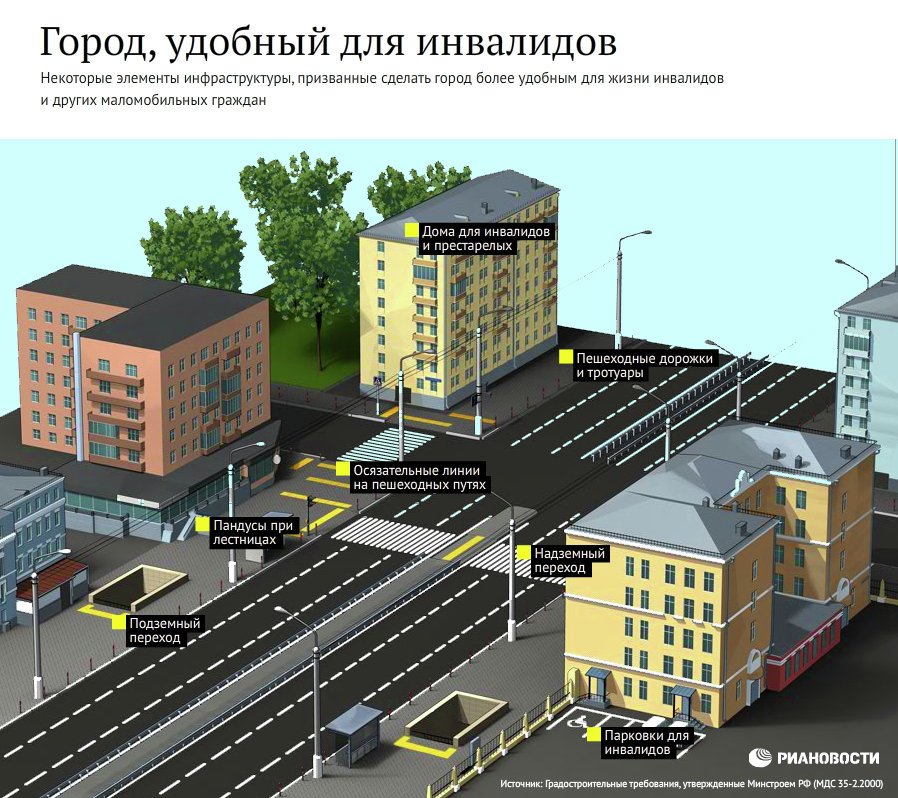 Город, удобный для инвалидов
Некоторые элементы инфраструктуры, призванные сделать город более удобным для жизни инвалидов
и других маломобильных граждан
Дома для инвалидов
и престарелых
Пешеходные дорожки
и тротуары
Осязательные линии
на пешеходных путях
Пандусы при
лестницах
Надземный
переход
Подземный
переход
Парковки для
инвалидов
РИАНОВОСТИ
Источник: Градостроительные требования, утвержденные Минстроем РФ (МДС 35-2.2000)